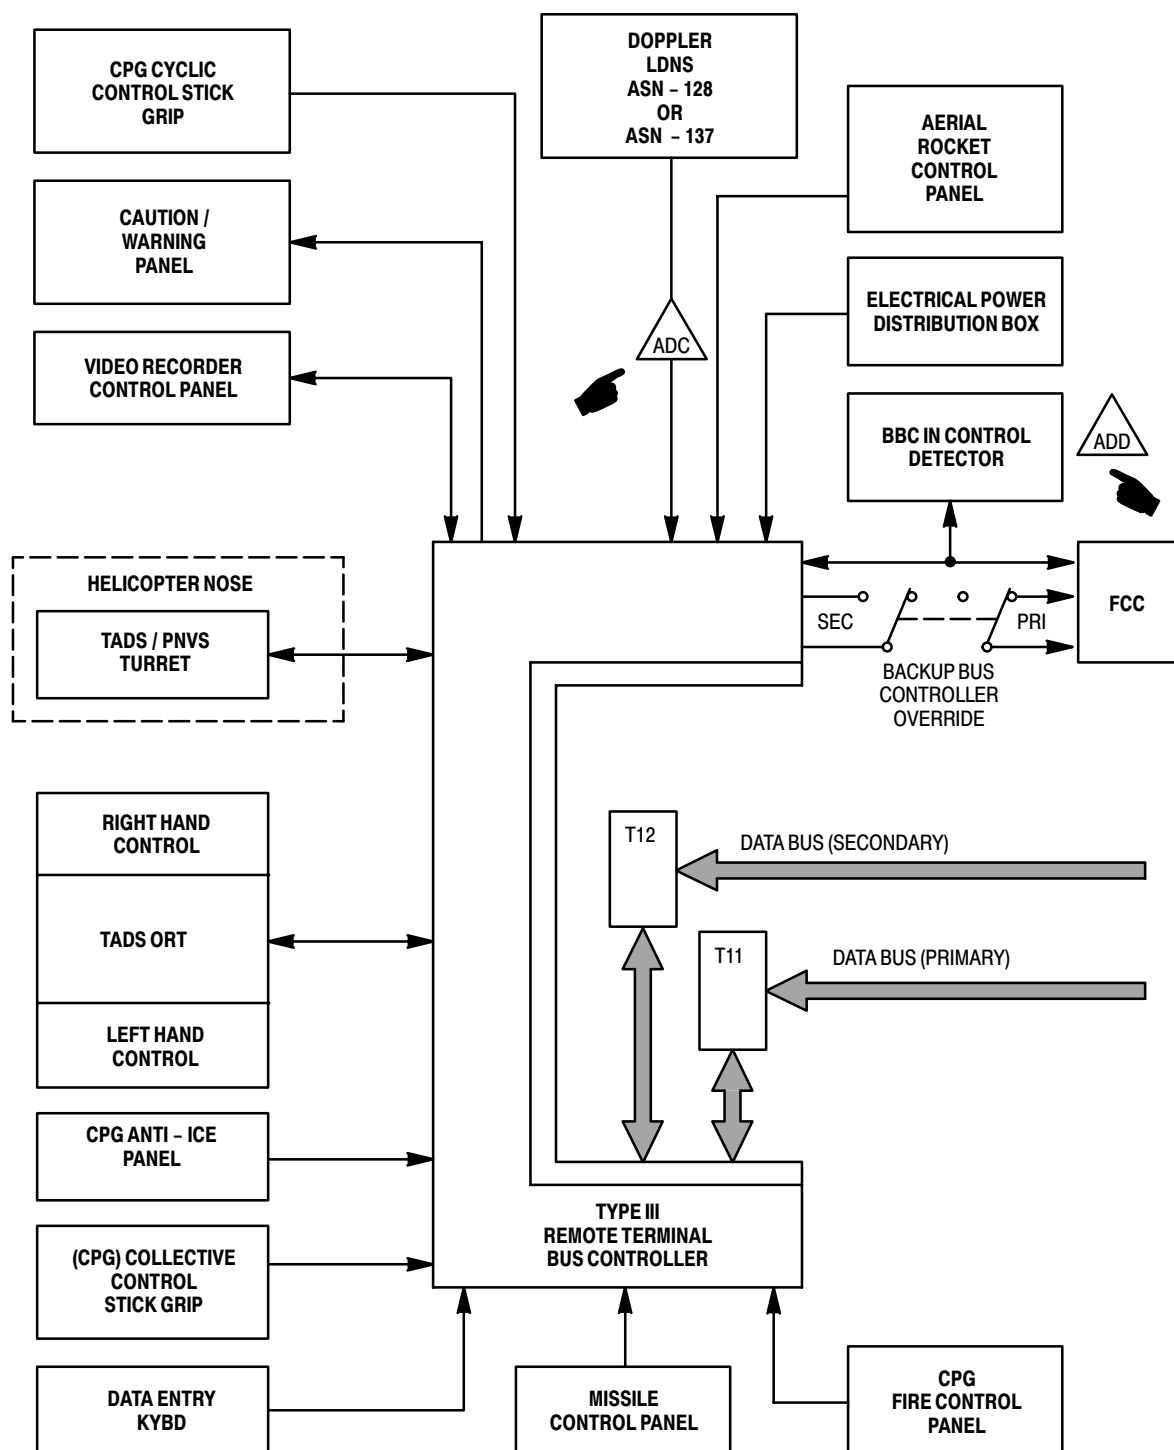 CPG CYCLIC
CONTROL STICK
GRIP
DOPPLER
LDNS
ASN – 128
OR
ASN – 137
AERIAL
ROCKET
CONTROL
PANEL
CAUTION /
WARNING
PANEL
ELECTRICAL POWER
DISTRIBUTION BOX
VIDEO RECORDER
CONTROL PANEL
ADC
BBC IN CONTROL
DETECTOR
ADD
HELICOPTER NOSE
TADS / PNVS
TURRET
SEC
PRI
FCC
BACKUP BUS
CONTROLLER
OVERRIDE
RIGHT HAND
CONTROL
TADS ORT
LEFT HAND
CONTROL
T12
DATA BUS (SECONDARY)
T11
DATA BUS (PRIMARY)
CPG ANTI – ICE
PANEL
TYPE III
REMOTE TERMINAL
BUS CONTROLLER
(CPG) COLLECTIVE
CONTROL
STICK GRIP
DATA ENTRY
KYBD
MISSILE
CONTROL PANEL
CPG
FIRE CONTROL
PANEL